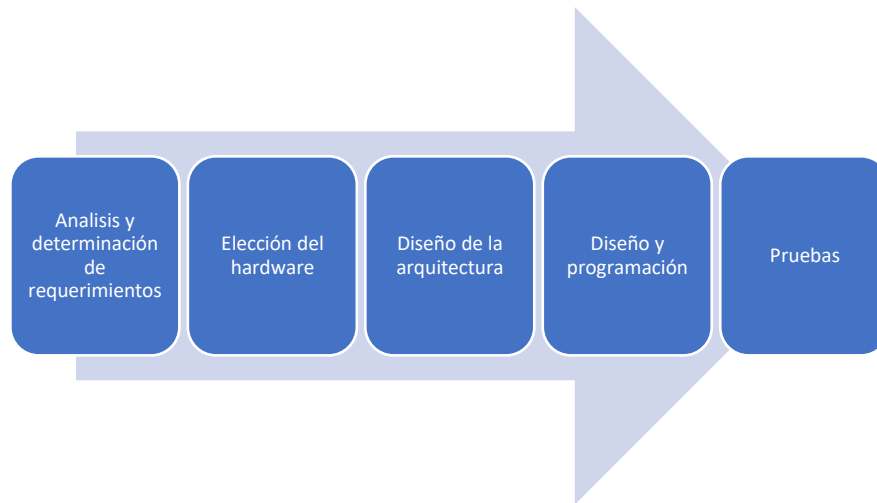 Analisis y
determinación
de
requerimientos
Elección del
hardware
Diseño de la
arquitectura
Diseño y
programación
Pruebas